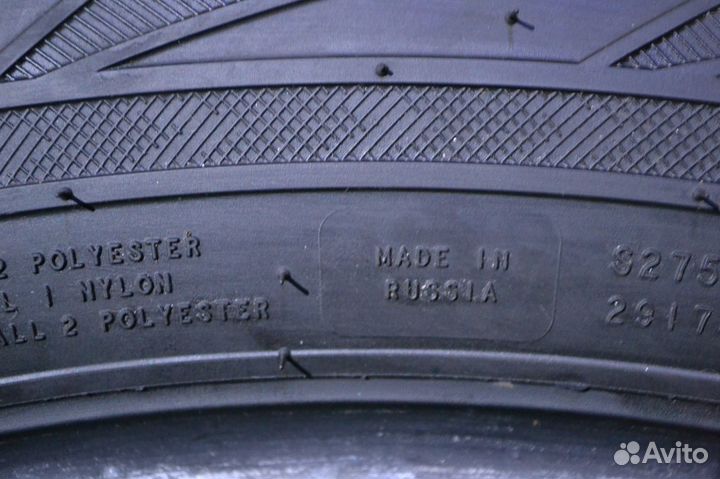 2 POLYESTER
L 1 NYLON
ALL 2 POLYESTER
MADE IN
RUSSIA
S275
2917
Avito